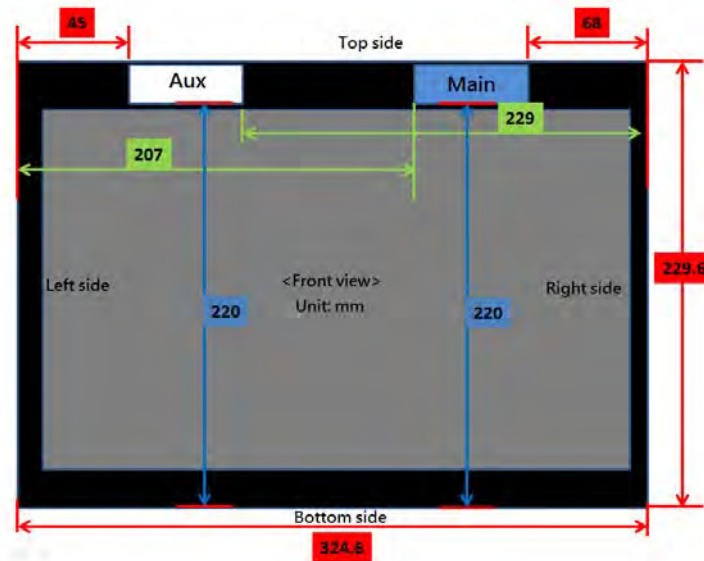 45
68
Top side
Aux
Main
229
207
Left side
<Front view>
Unit: mm
Right side
229.6
220
220
Bottom side
324.8